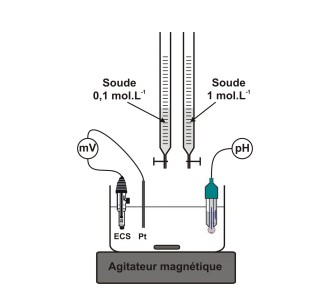 Soude
0,1 mol.L⁻¹
Soude
1 mol.L⁻¹
mV
pH
ECS
Pt
Agitateur magnétique